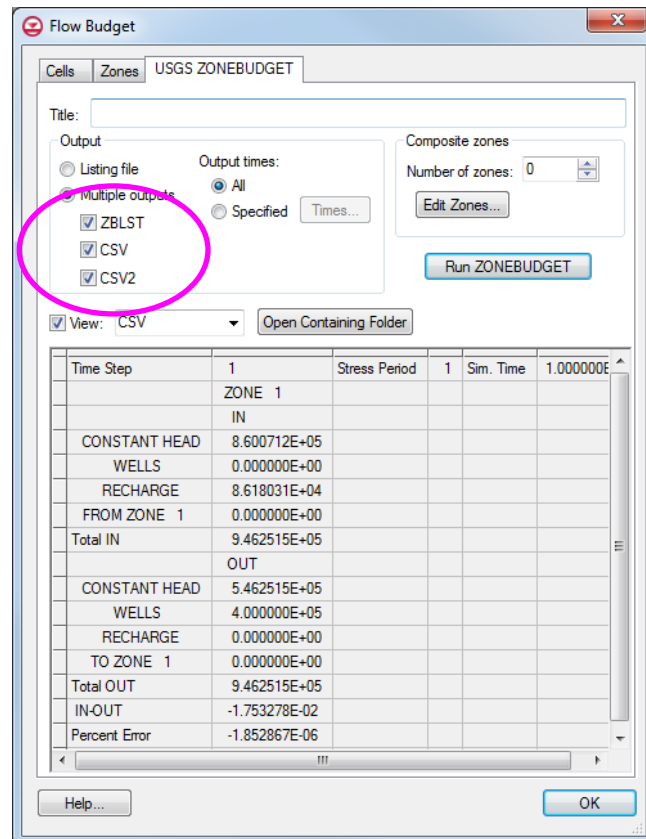 Flow Budget
Cells Zones USGS ZONEBUDGET
Title:
Output
Composite zones
Listing file
Output times:
Number of zones: 0
Multiple outputs
All
Specified Times...
Edit Zones...
ZBLST
CSV
CSV2
Run ZONEBUDGET
View: CSV Open Containing Folder
Time Step 1 Stress Period 1 Sim. Time 1.000000E
ZONE 1
IN
CONSTANT HEAD 8.600712E+05
WELLS 0.000000E+00
RECHARGE 8.618031E+04
FROM ZONE 1 0.000000E+00
Total IN 9.462515E+05
OUT
CONSTANT HEAD 5.462515E+05
WELLS 4.000000E+05
RECHARGE 0.000000E+00
TO ZONE 1 0.000000E+00
Total OUT 9.462515E+05
IN-OUT -1.753278E-02
Percent Error -1.852867E-06
Help... OK